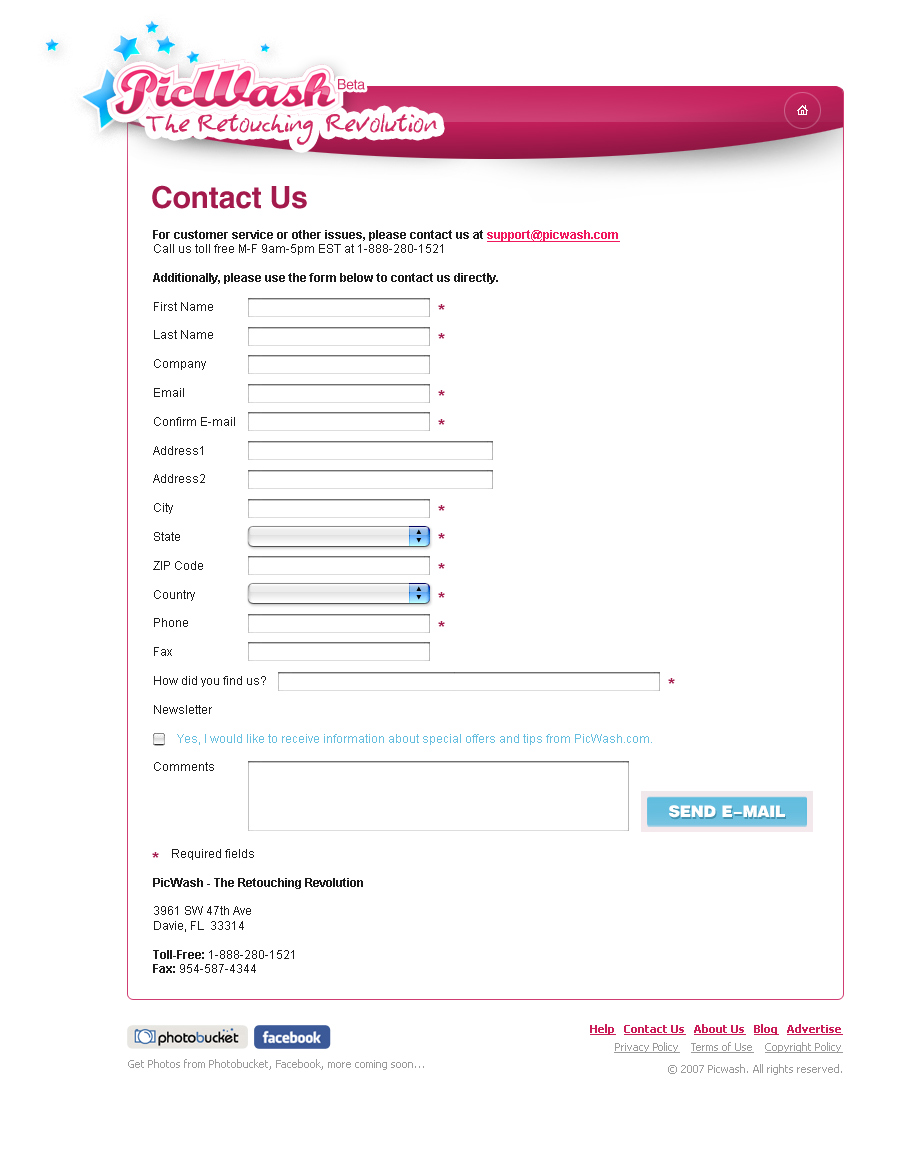 PicWash Beta
The Retouching Revolution
Contact Us
For customer service or other issues, please contact us at support@picwash.com
Call us toll free M-F 9am-5pm EST at 1-888-280-1521
Additionally, please use the form below to contact us directly.
First Name *
Last Name *
Company
Email *
Confirm E-mail *
Address1
Address2
City *
State *
ZIP Code *
Country *
Phone *
Fax
How did you find us? *
Newsletter
Yes, I would like to receive information about special offers and tips from PicWash.com.
Comments
SEND E-MAIL
* Required fields
PicWash - The Retouching Revolution
3961 SW 47th Ave
Davie, FL 33314
Toll-Free: 1-888-280-1521
Fax: 954-587-4344
photobucket facebook
Get Photos from Photobucket, Facebook, more coming soon...
Help Contact Us About Us Blog Advertise
Privacy Policy Terms of Use Copyright Policy
© 2007 Picwash. All rights reserved.